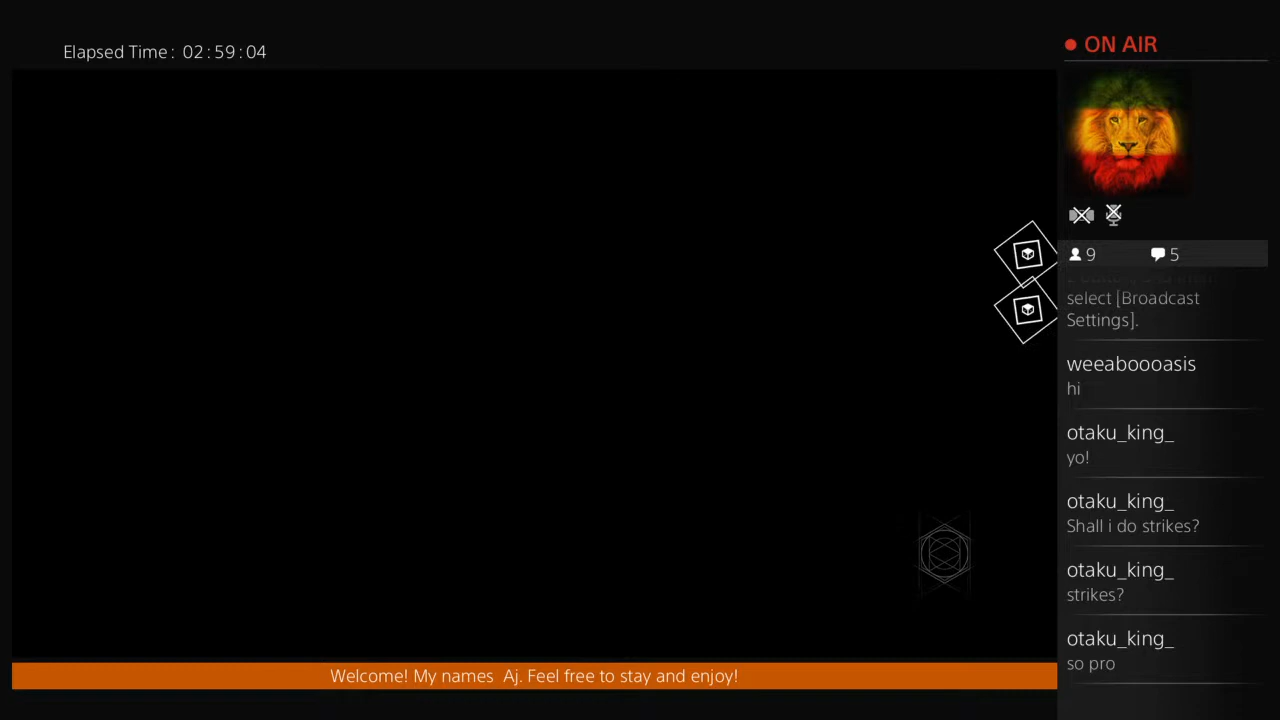 Elapsed Time: 02:59:04
ON AIR
9
5
select [Broadcast
Settings].
weeaboooasis
hi
otaku_king_
yo!
otaku_king_
Shall i do strikes?
otaku_king_
strikes?
otaku_king_
so pro
Welcome! My names  Aj. Feel free to stay and enjoy!